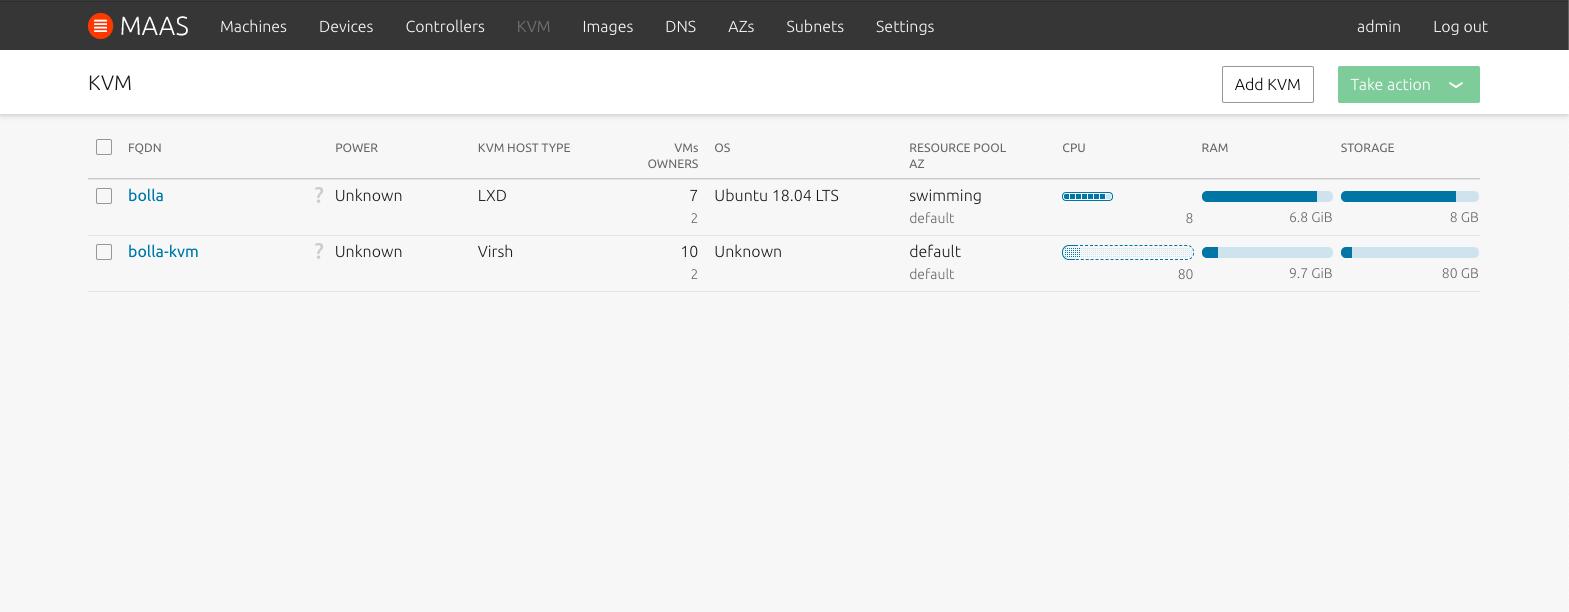 MAAS Machines Devices Controllers KVM Images DNS AZs Subnets Settings admin Log out
KVM Add KVM Take action
FQDN POWER KVM HOST TYPE VMs OS RESOURCE POOL CPU RAM STORAGE
OWNERS AZ
bolla ? Unknown LXD 7 Ubuntu 18.04 LTS swimming
2 default 8 6.8 GiB 8 GB
bolla-kvm ? Unknown Virsh 10 Unknown default
2 default 80 9.7 GiB 80 GB